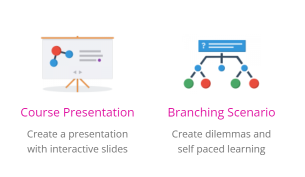 ?
Course Presentation
Create a presentation
with interactive slides
Branching Scenario
Create dilemmas and
self paced learning